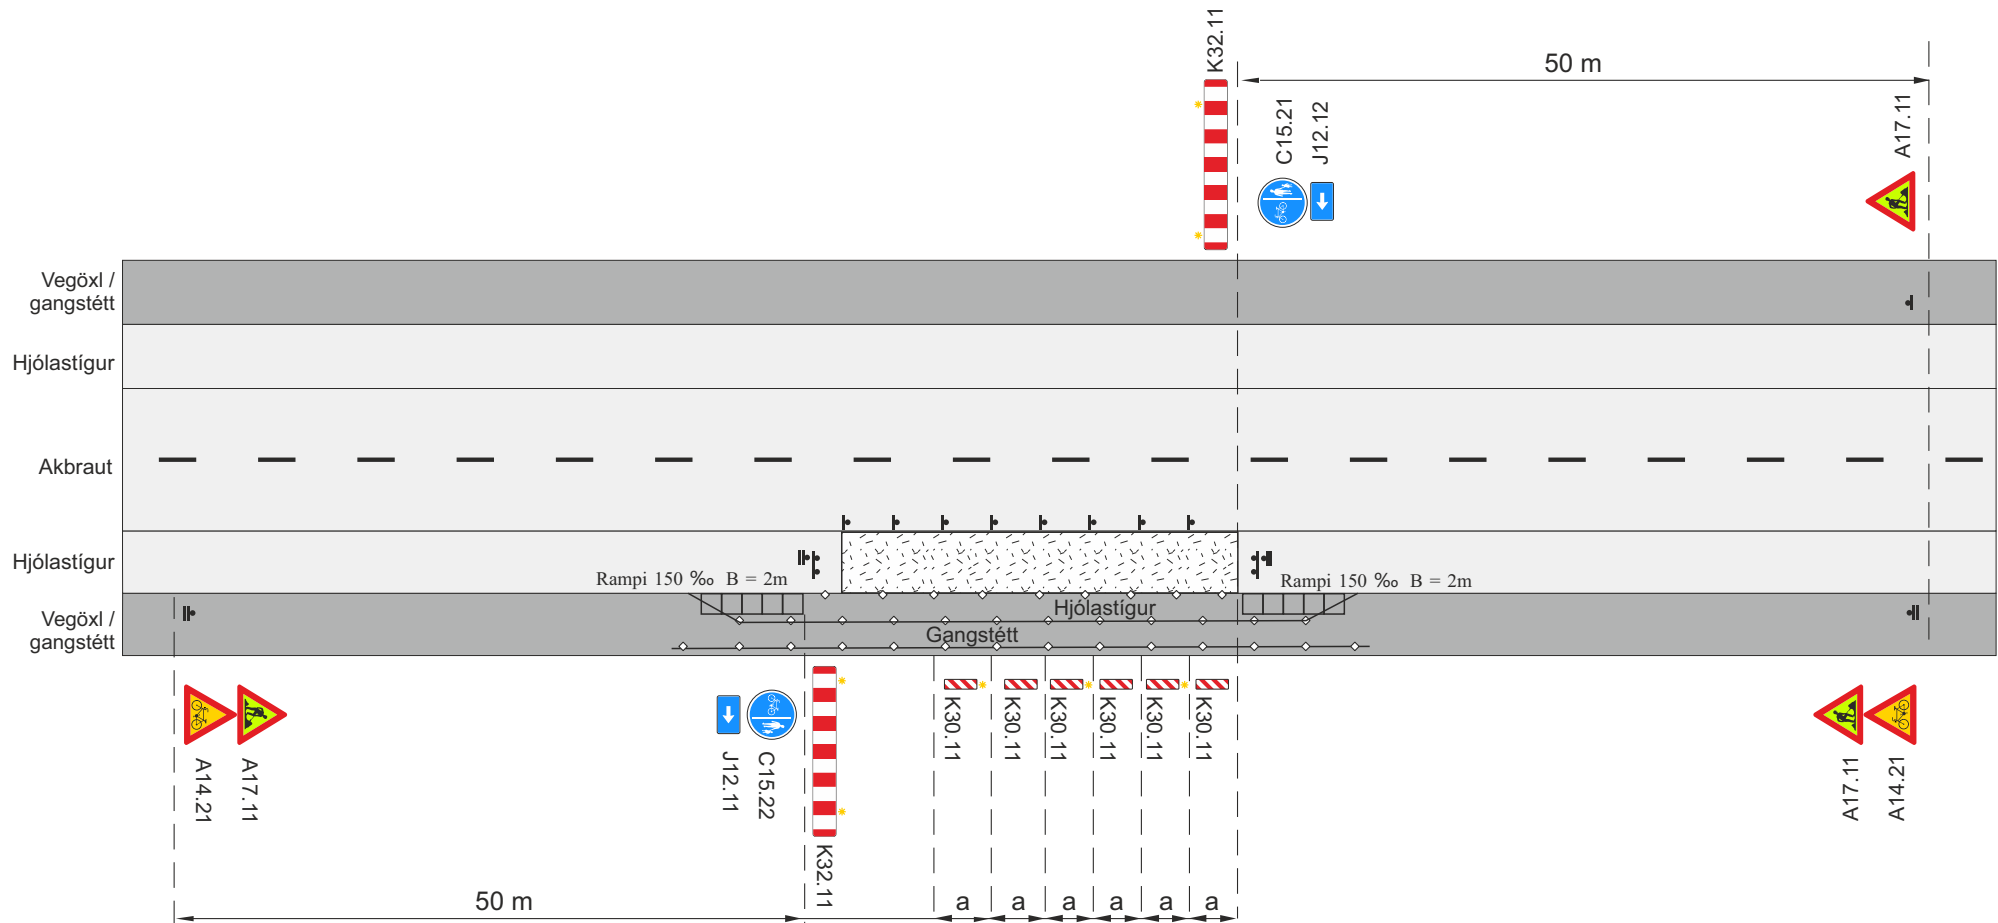 K32.11
50 m
C15.21
J12.12
A17.11
Vegöxl /
gangstétt
Hjólastígur
Akbraut
Hjólastígur
Rampi 150 ‰ B = 2m
Rampi 150 ‰ B = 2m
Vegöxl /
gangstétt
Hjólastígur
Gangstétt
A14.21
A17.11
J12.11
C15.22
K32.11
K30.11
K30.11
K30.11
K30.11
K30.11
K30.11
A17.11
A14.21
50 m
a
a
a
a
a
a